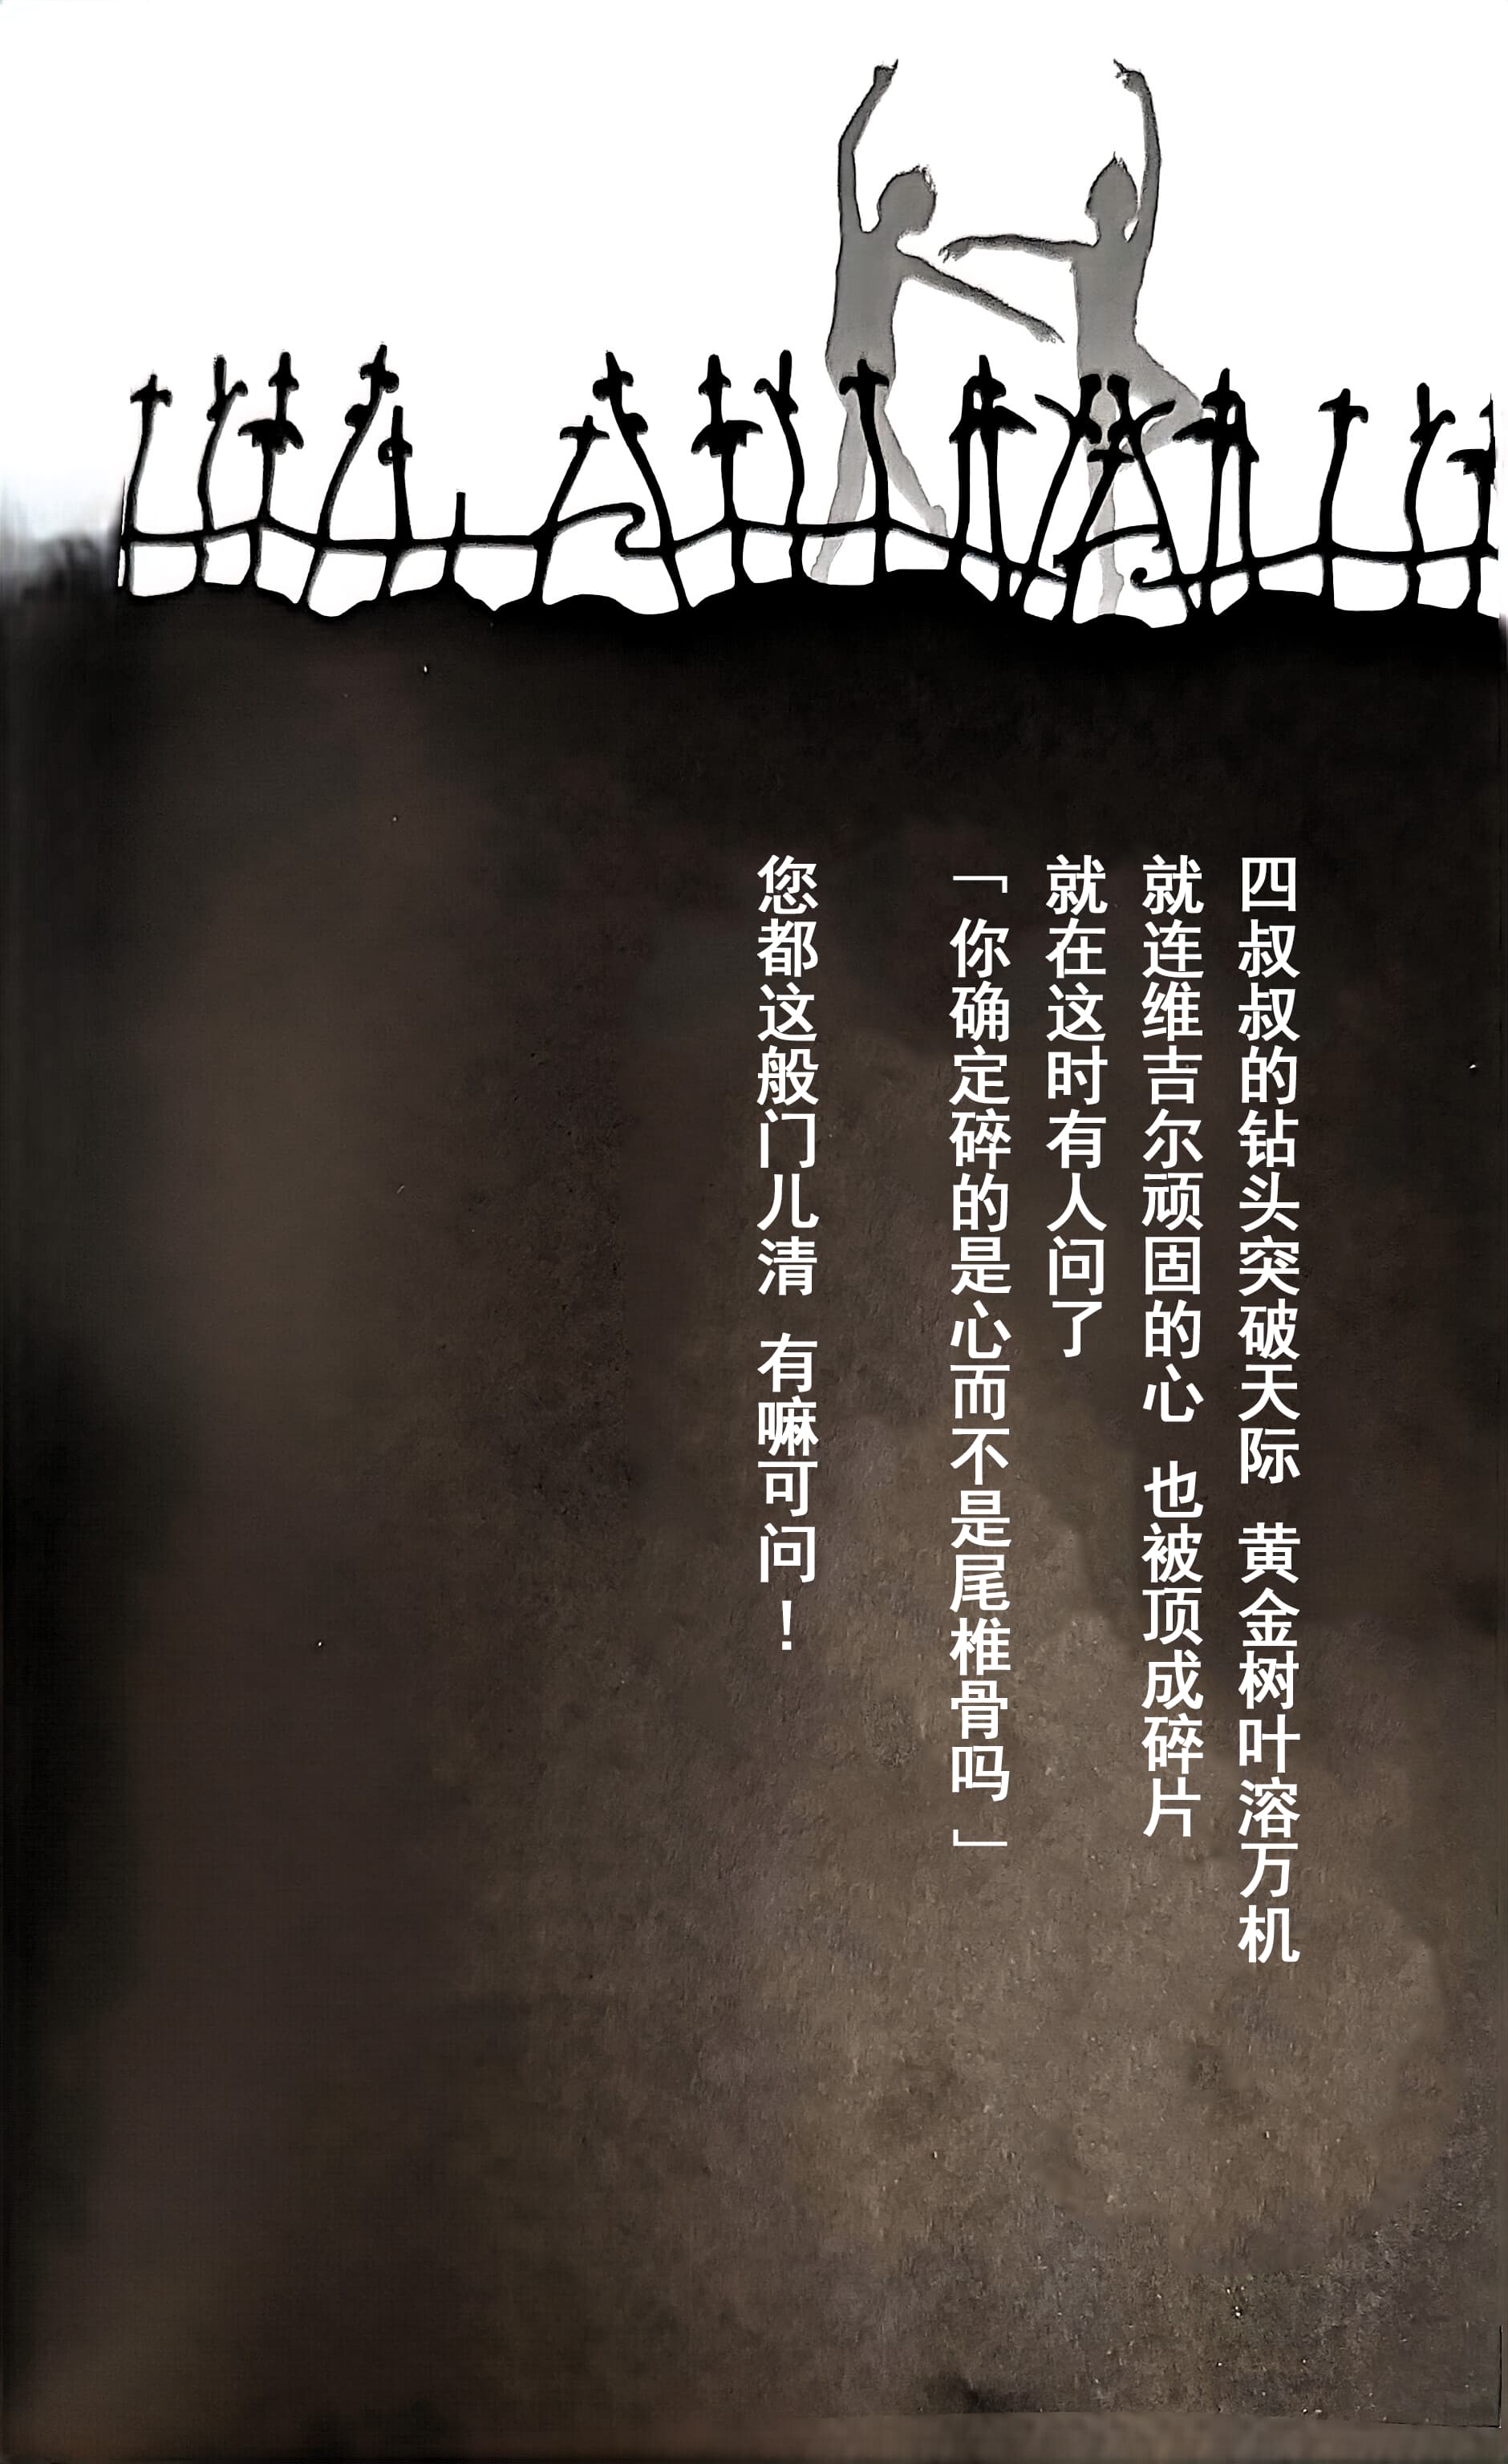 四叔叔的钻头突破天际 黄金树叶溶万机
就连维吉尔顽固的心 也被顶成碎片
就在这时有人问了
「你确定碎的是心而不是尾椎骨吗」
您都这般门儿清 有嘛可问！